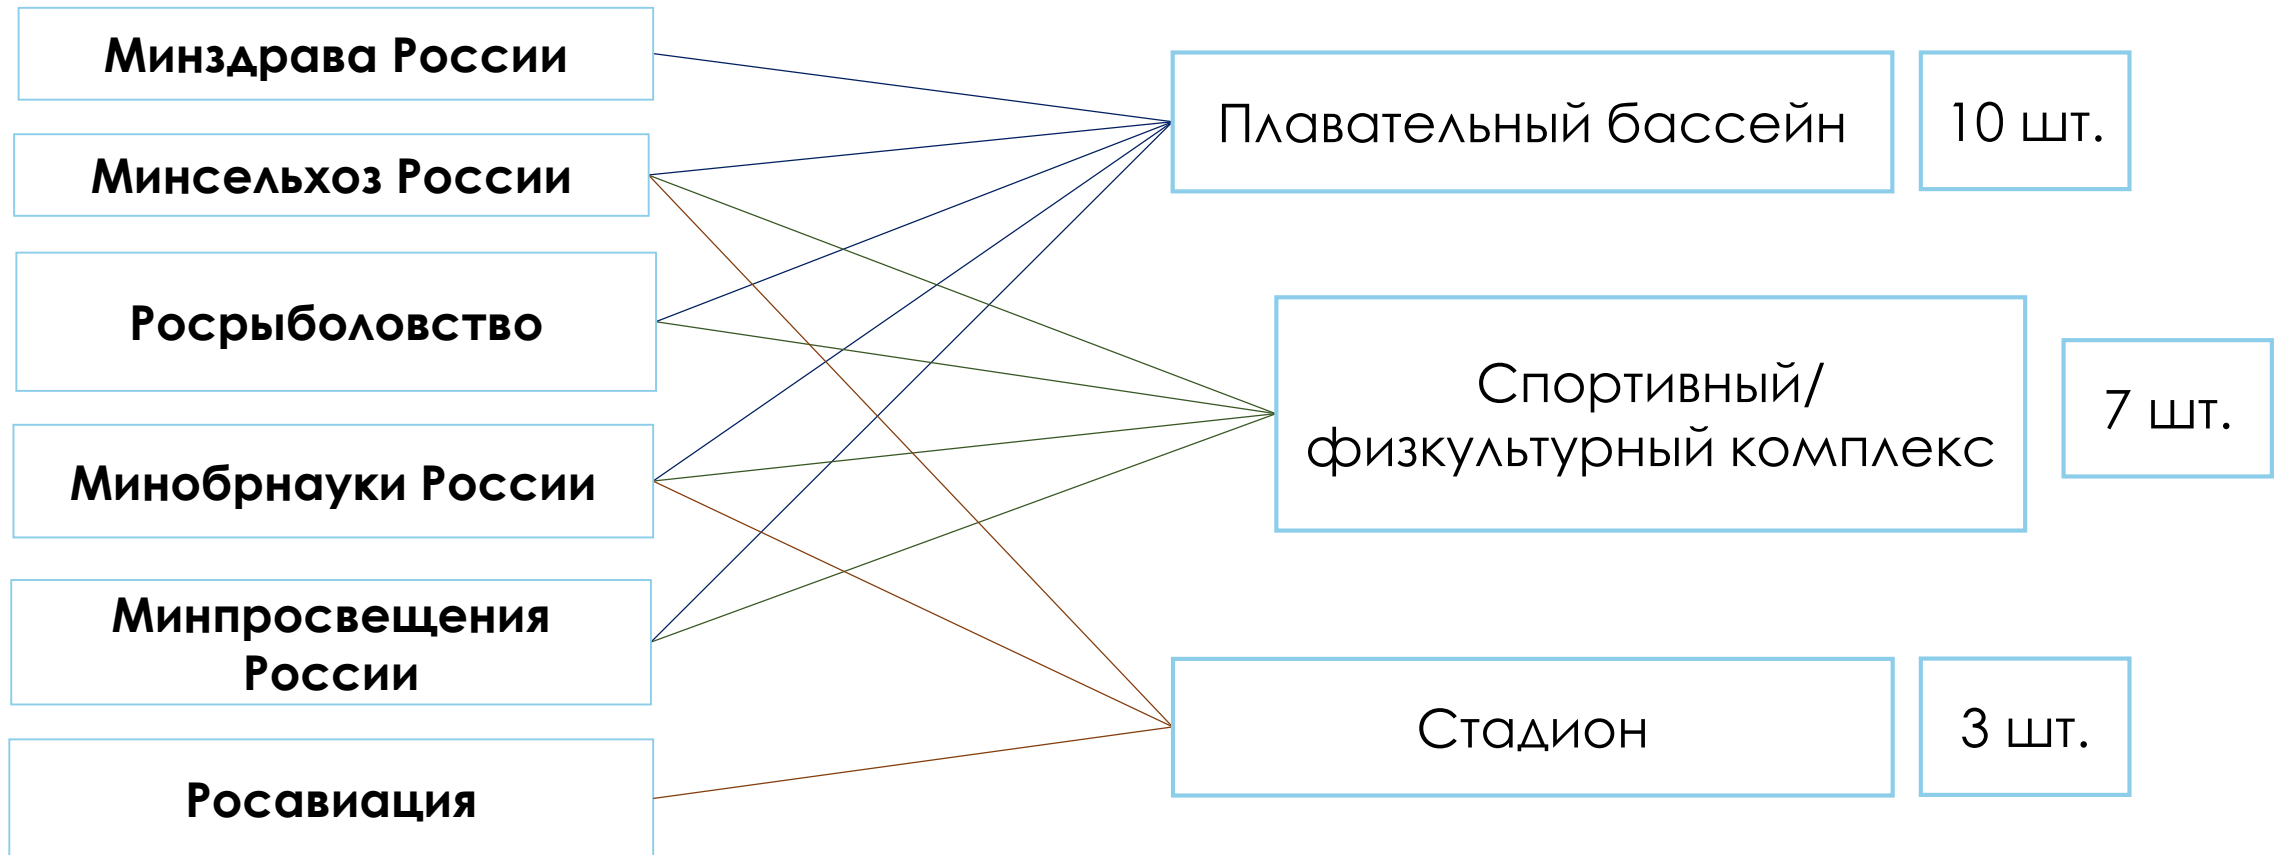 Минздрава России
Минсельхоз России
Росрыболовство
Минобрнауки России
Минпросвещения
России
Росавиация
Плавательный бассейн
10 шт.
Спортивный/
физкультурный комплекс
7 шт.
Стадион
3 шт.